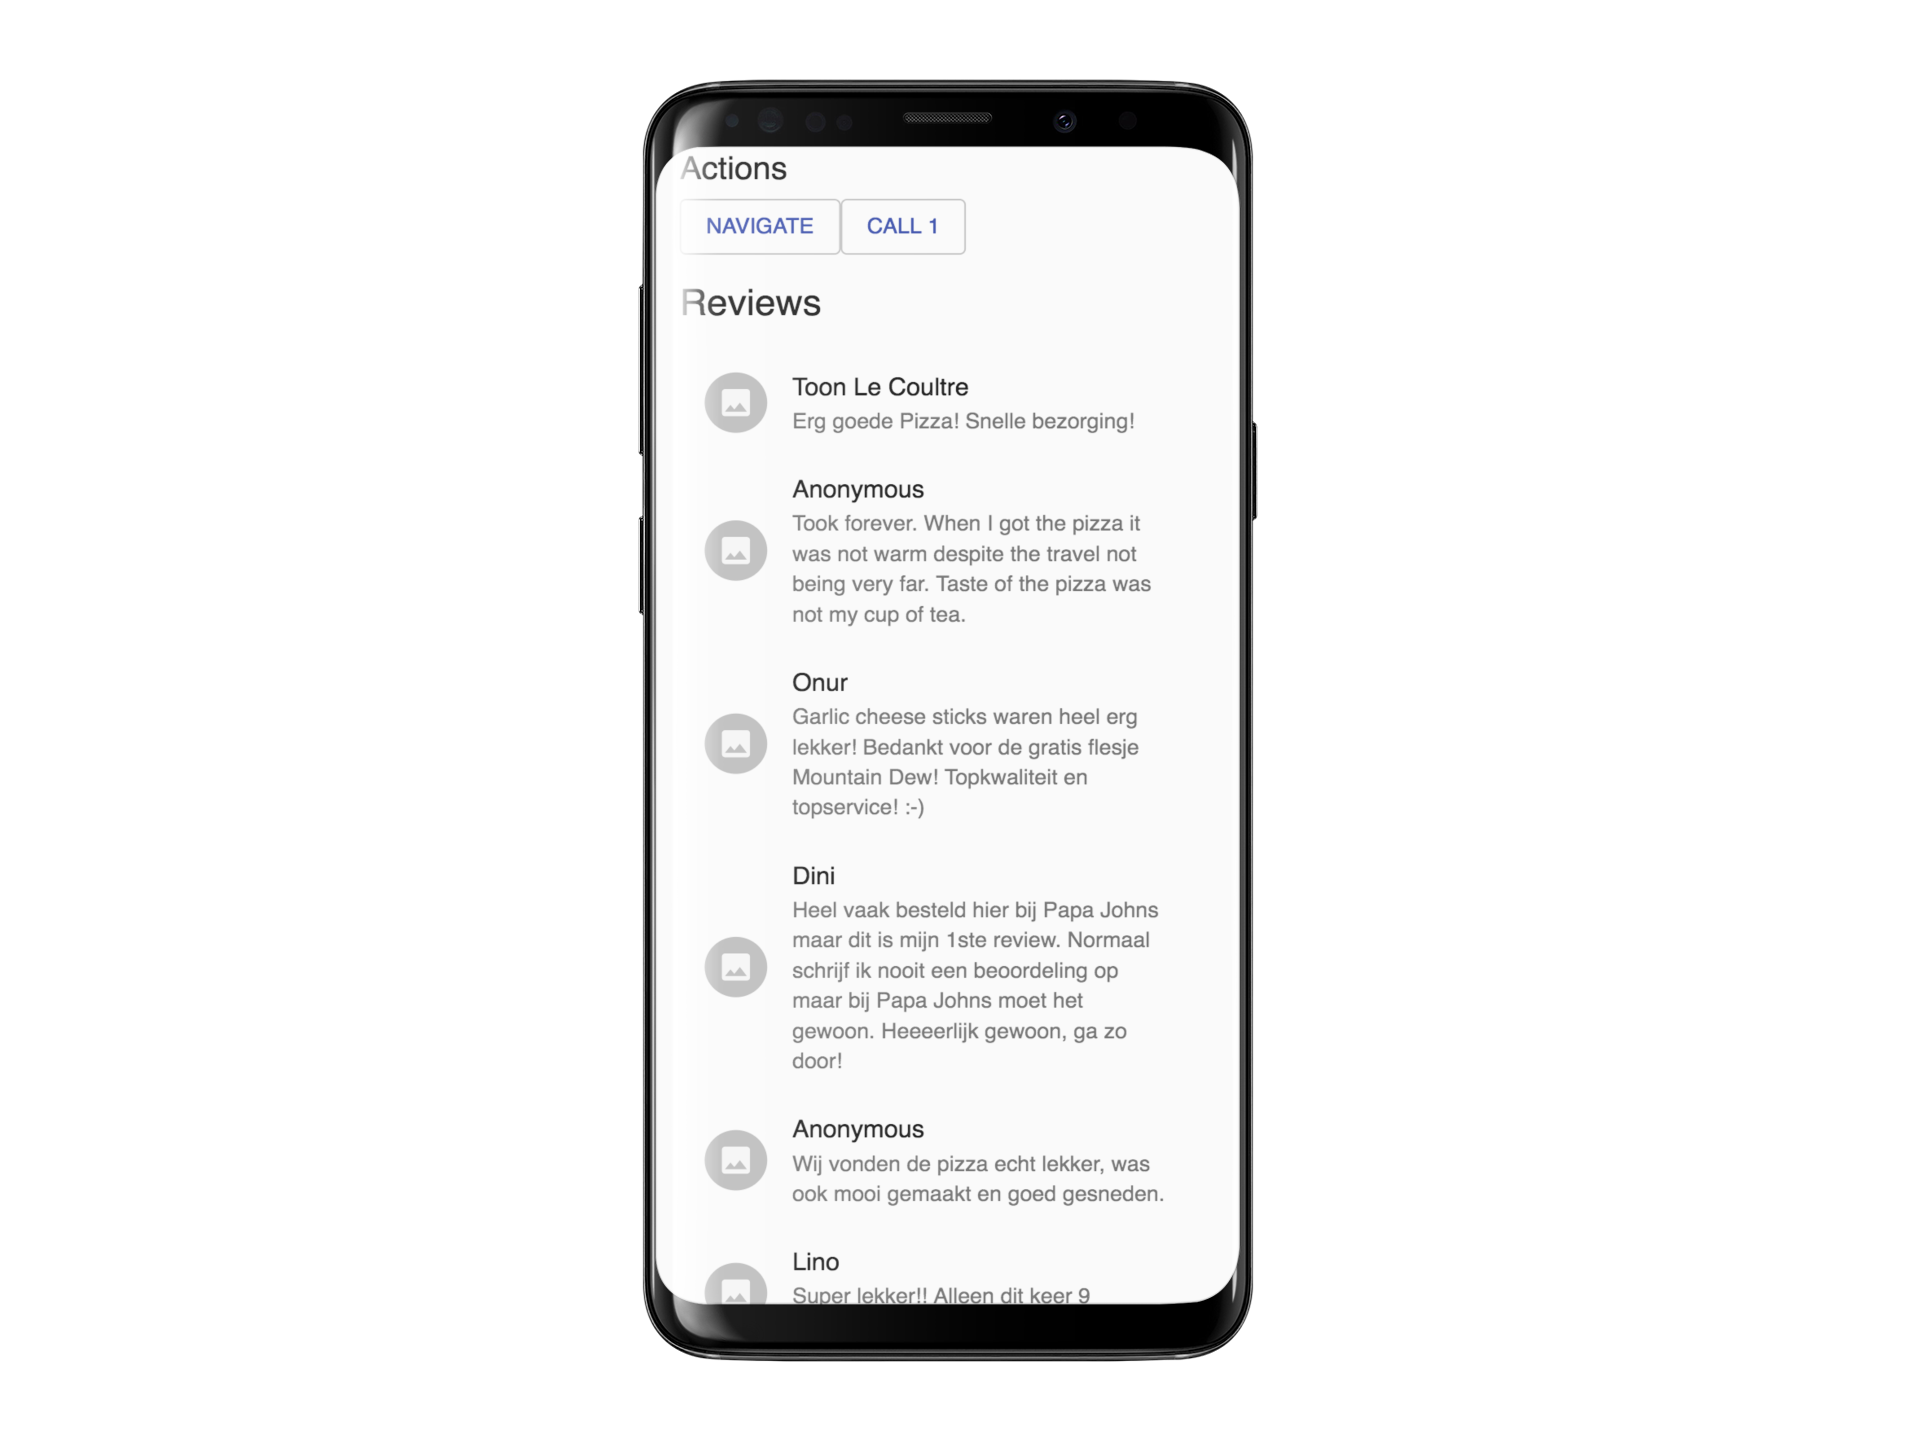 Actions
NAVIGATE CALL 1
Reviews
Toon Le Coultre
Erg goede Pizza! Snelle bezorging!
Anonymous
Took forever. When I got the pizza it
was not warm despite the travel not
being very far. Taste of the pizza was
not my cup of tea.
Onur
Garlic cheese sticks waren heel erg
lekker! Bedankt voor de gratis flesje
Mountain Dew! Topkwaliteit en
topservice! :-)
Dini
Heel vaak besteld hier bij Papa Johns
maar dit is mijn 1ste review. Normaal
schrijf ik nooit een beoordeling op
maar bij Papa Johns moet het
gewoon. Heeeerlijk gewoon, ga zo
door!
Anonymous
Wij vonden de pizza echt lekker, was
ook mooi gemaakt en goed gesneden.
Lino
Super lekker!! Alleen dit keer 9